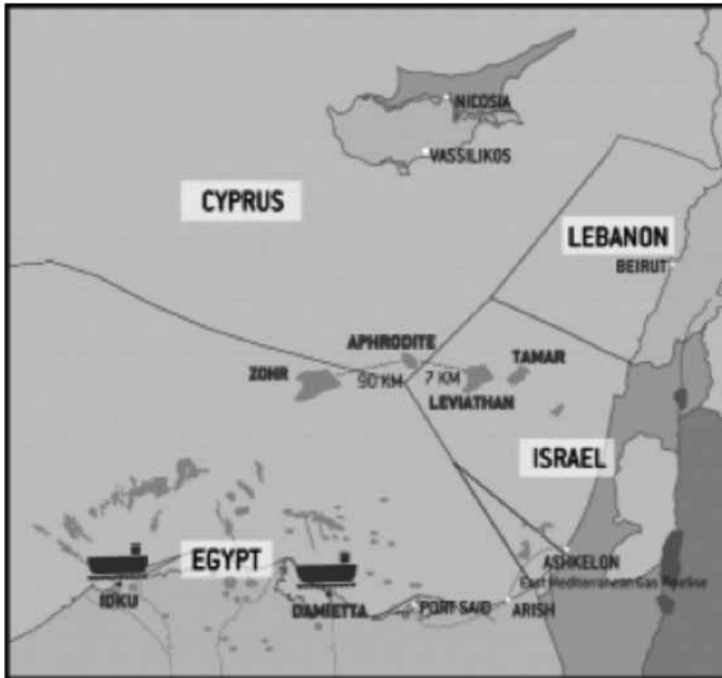 NICOSIA
VASSILIKOS
CYPRUS
LEBANON
BEIRUT
APHRODITE
ZOHR
90 KM
7 KM
TAMAR
LEVIATHAN
ISRAEL
EGYPT
ASHKELON
East Mediterranean Gas Pipeline
IDKU
DAMIETTA
PORT SAID
ARISH